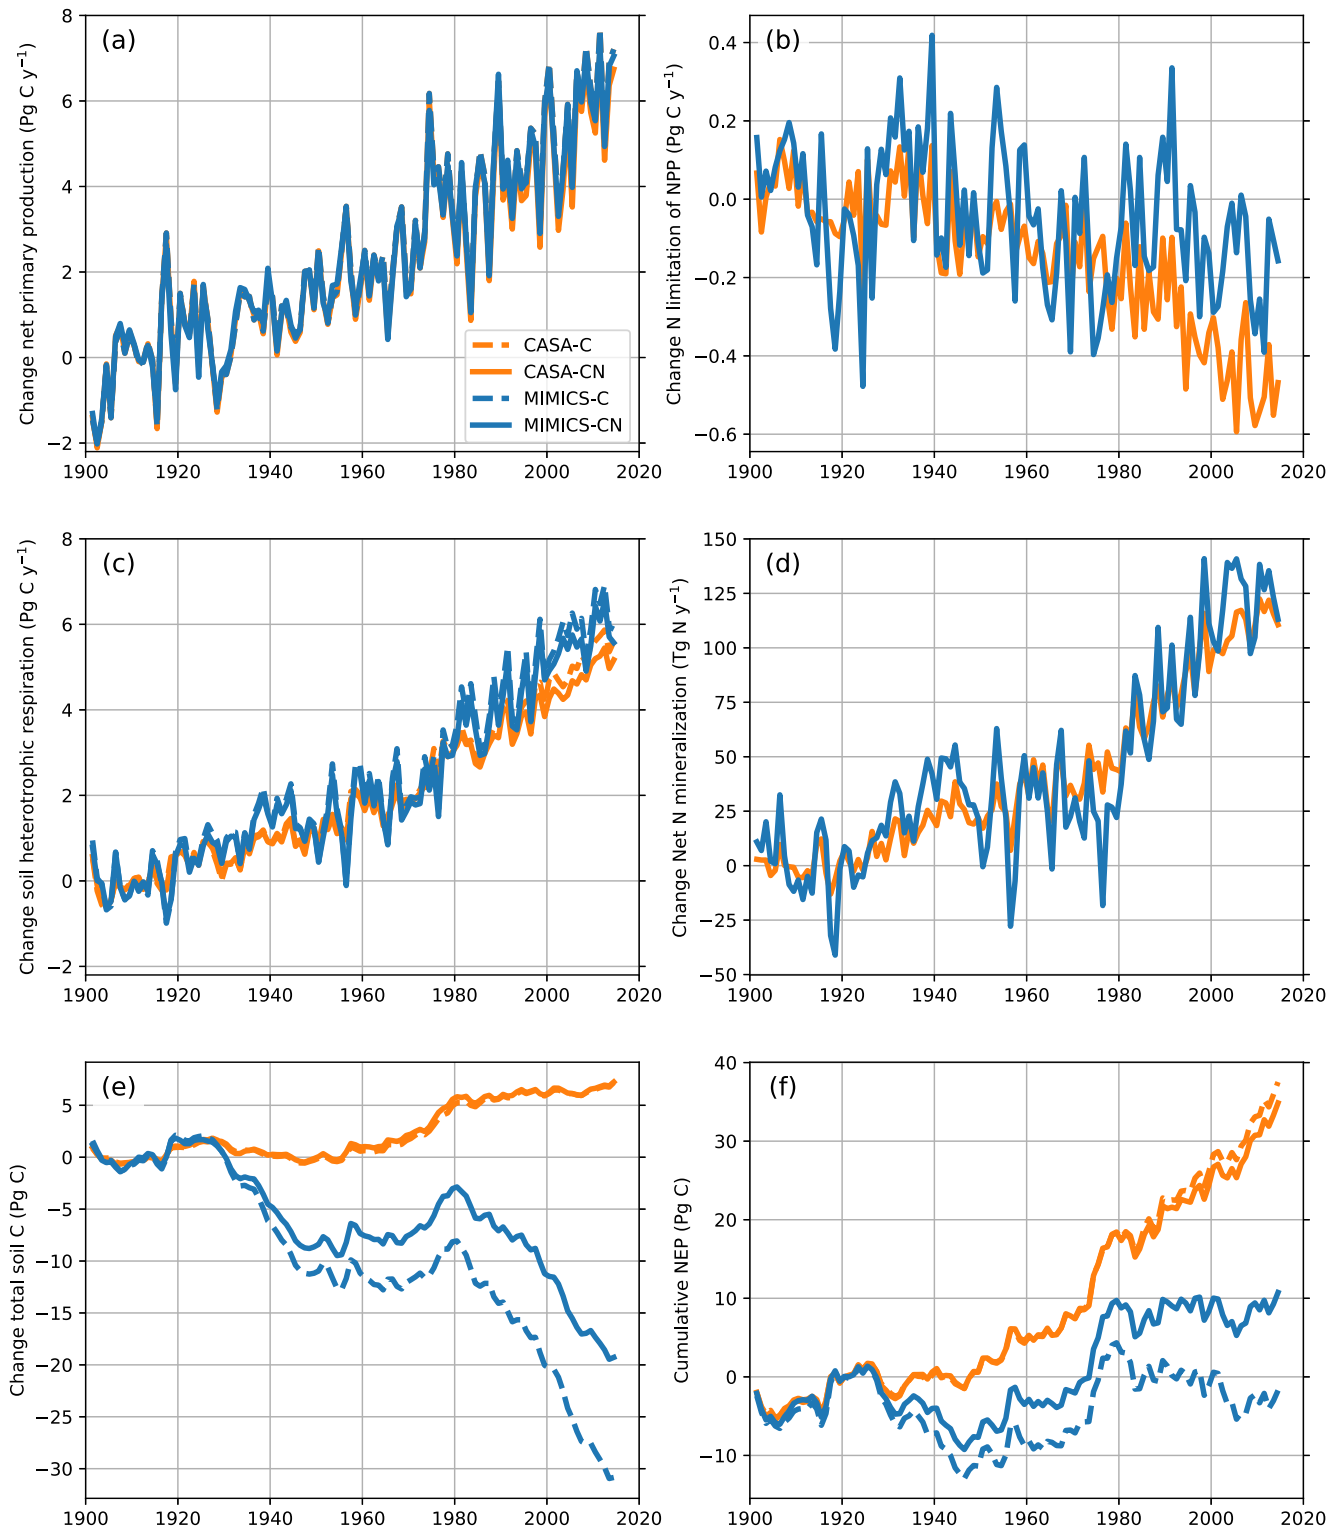 (a)
Change net primary production (Pg C y⁻¹)
8
6
4
2
0
−2
1900 1920 1940 1960 1980 2000 2020
CASA-C
CASA-CN
MIMICS-C
MIMICS-CN
(b)
Change N limitation of NPP (Pg C y⁻¹)
0.4
0.2
0.0
−0.2
−0.4
−0.6
1900 1920 1940 1960 1980 2000 2020
(c)
Change soil heterotrophic respiration (Pg C y⁻¹)
8
6
4
2
0
−2
1900 1920 1940 1960 1980 2000 2020
(d)
Change Net N mineralization (Tg N y⁻¹)
150
125
100
75
50
25
0
−25
−50
1900 1920 1940 1960 1980 2000 2020
(e)
Change total soil C (Pg C)
5
0
−5
−10
−15
−20
−25
−30
1900 1920 1940 1960 1980 2000 2020
(f)
Cumulative NEP (Pg C)
40
30
20
10
0
−10
1900 1920 1940 1960 1980 2000 2020